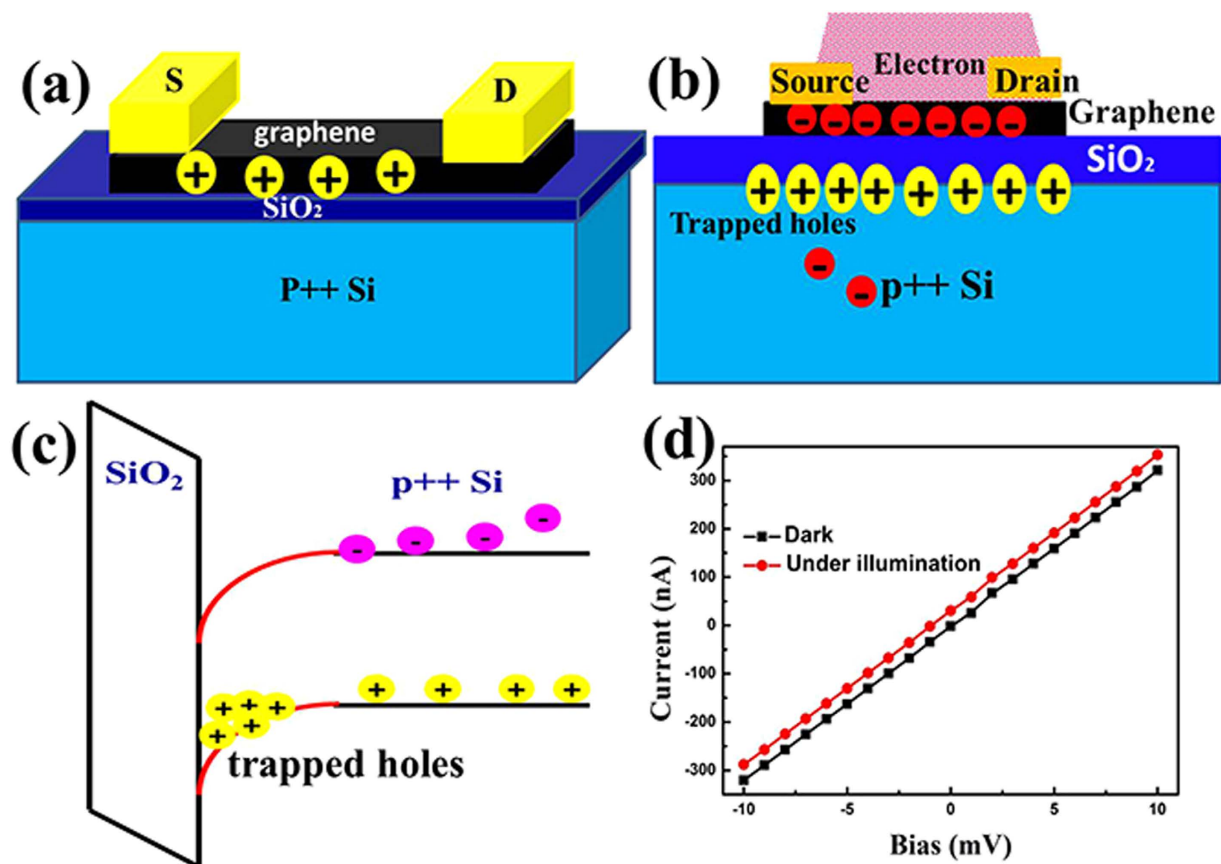 (a)
S
D
graphene
+ + + +
SiO₂
P++ Si
(b)
Electron
Source
Drain
- - - - - - -
Graphene
SiO₂
+ + + + + + + +
Trapped holes
-
-
p++ Si
(c)
SiO₂
p++ Si
- - - -
+ + + + + + + + +
trapped holes
(d)
300
200
100
0
-100
-200
-300
Current (nA)
Dark
Under illumination
-10 -5 0 5 10
Bias (mV)